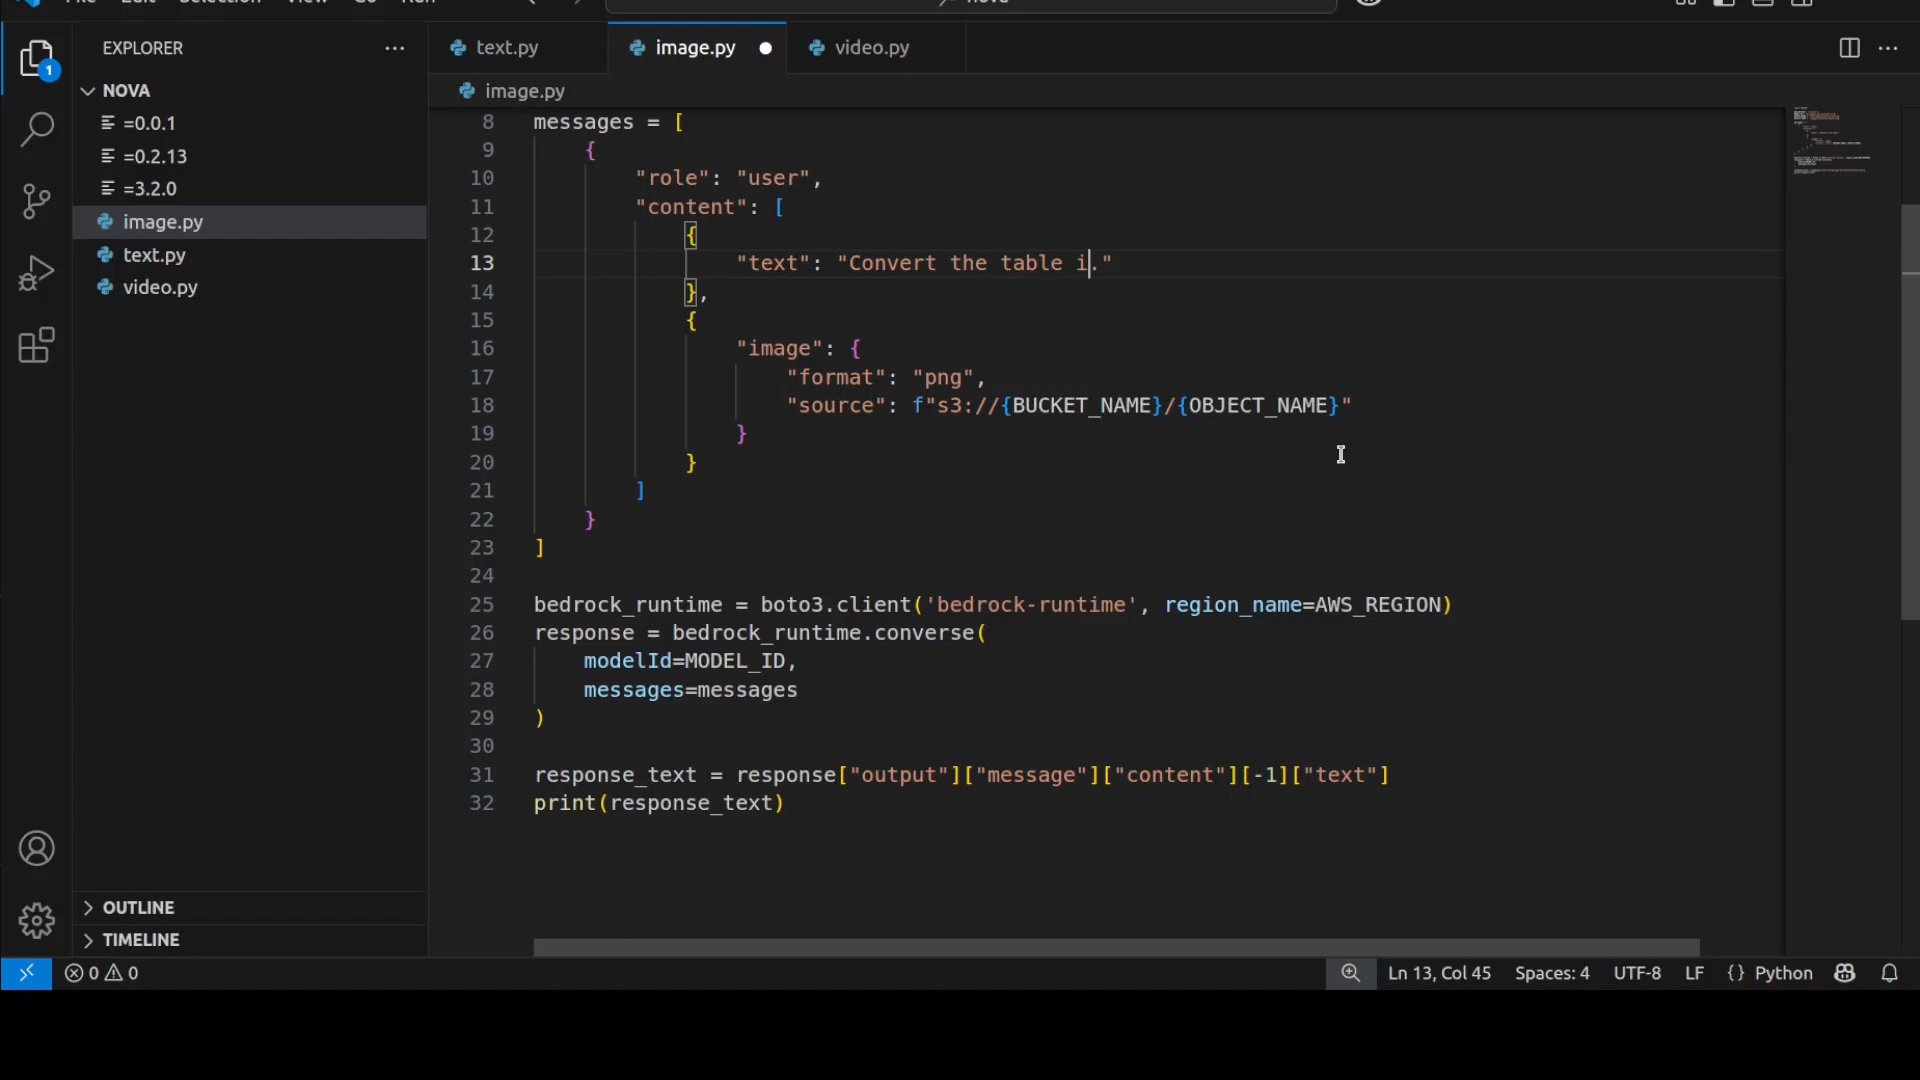 EXPLORER
1
NOVA
=0.0.1
=0.2.13
=3.2.0
image.py
text.py
video.py
OUTLINE
TIMELINE
text.py
image.py
video.py
image.py
8 messages = [
9 {
10 "role": "user",
11 "content": [
12 {
13 "text": "Convert the table i."
14 },
15 {
16 "image": {
17 "format": "png",
18 "source": f"s3://{BUCKET_NAME}/{OBJECT_NAME}"
19 }
20 }
21 ]
22 }
23 ]
24
25 bedrock_runtime = boto3.client('bedrock-runtime', region_name=AWS_REGION)
26 response = bedrock_runtime.converse(
27 modelId=MODEL_ID,
28 messages=messages
29 )
30
31 response_text = response["output"]["message"]["content"][-1]["text"]
32 print(response_text)
0 0
Ln 13, Col 45
Spaces: 4
UTF-8
LF
{} Python